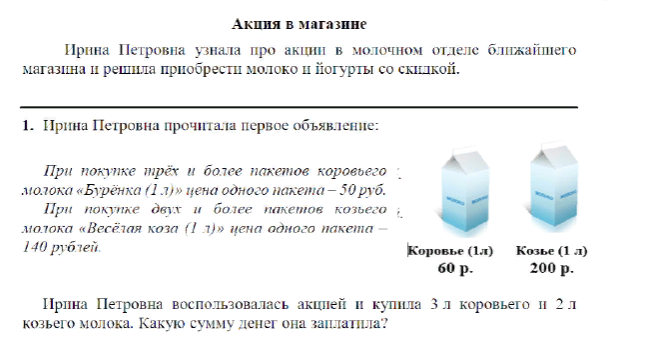 Акция в магазине
Ирина Петровна узнала про акции в молочном отделе ближайшего
магазина и решила приобрести молоко и йогурты со скидкой.
1. Ирина Петровна прочитала первое объявление:
При покупке трёх и более пакетов коровьего
молока «Бурёнка (1 л)» цена одного пакета – 50 руб.
При покупке двух и более пакетов козьего
молока «Весёлая коза (1 л)» цена одного пакета –
140 рублей.
Коровье (1л) Козье (1 л)
60 р. 200 р.
Ирина Петровна воспользовалась акцией и купила 3 л коровьего и 2 л
козьего молока. Какую сумму денег она заплатила?